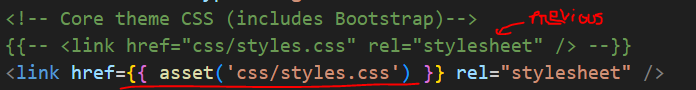 <!-- Core theme CSS (includes Bootstrap)-->
previous
{{-- <link href="css/styles.css" rel="stylesheet" /> --}}
<link href={{ asset('css/styles.css') }} rel="stylesheet" />